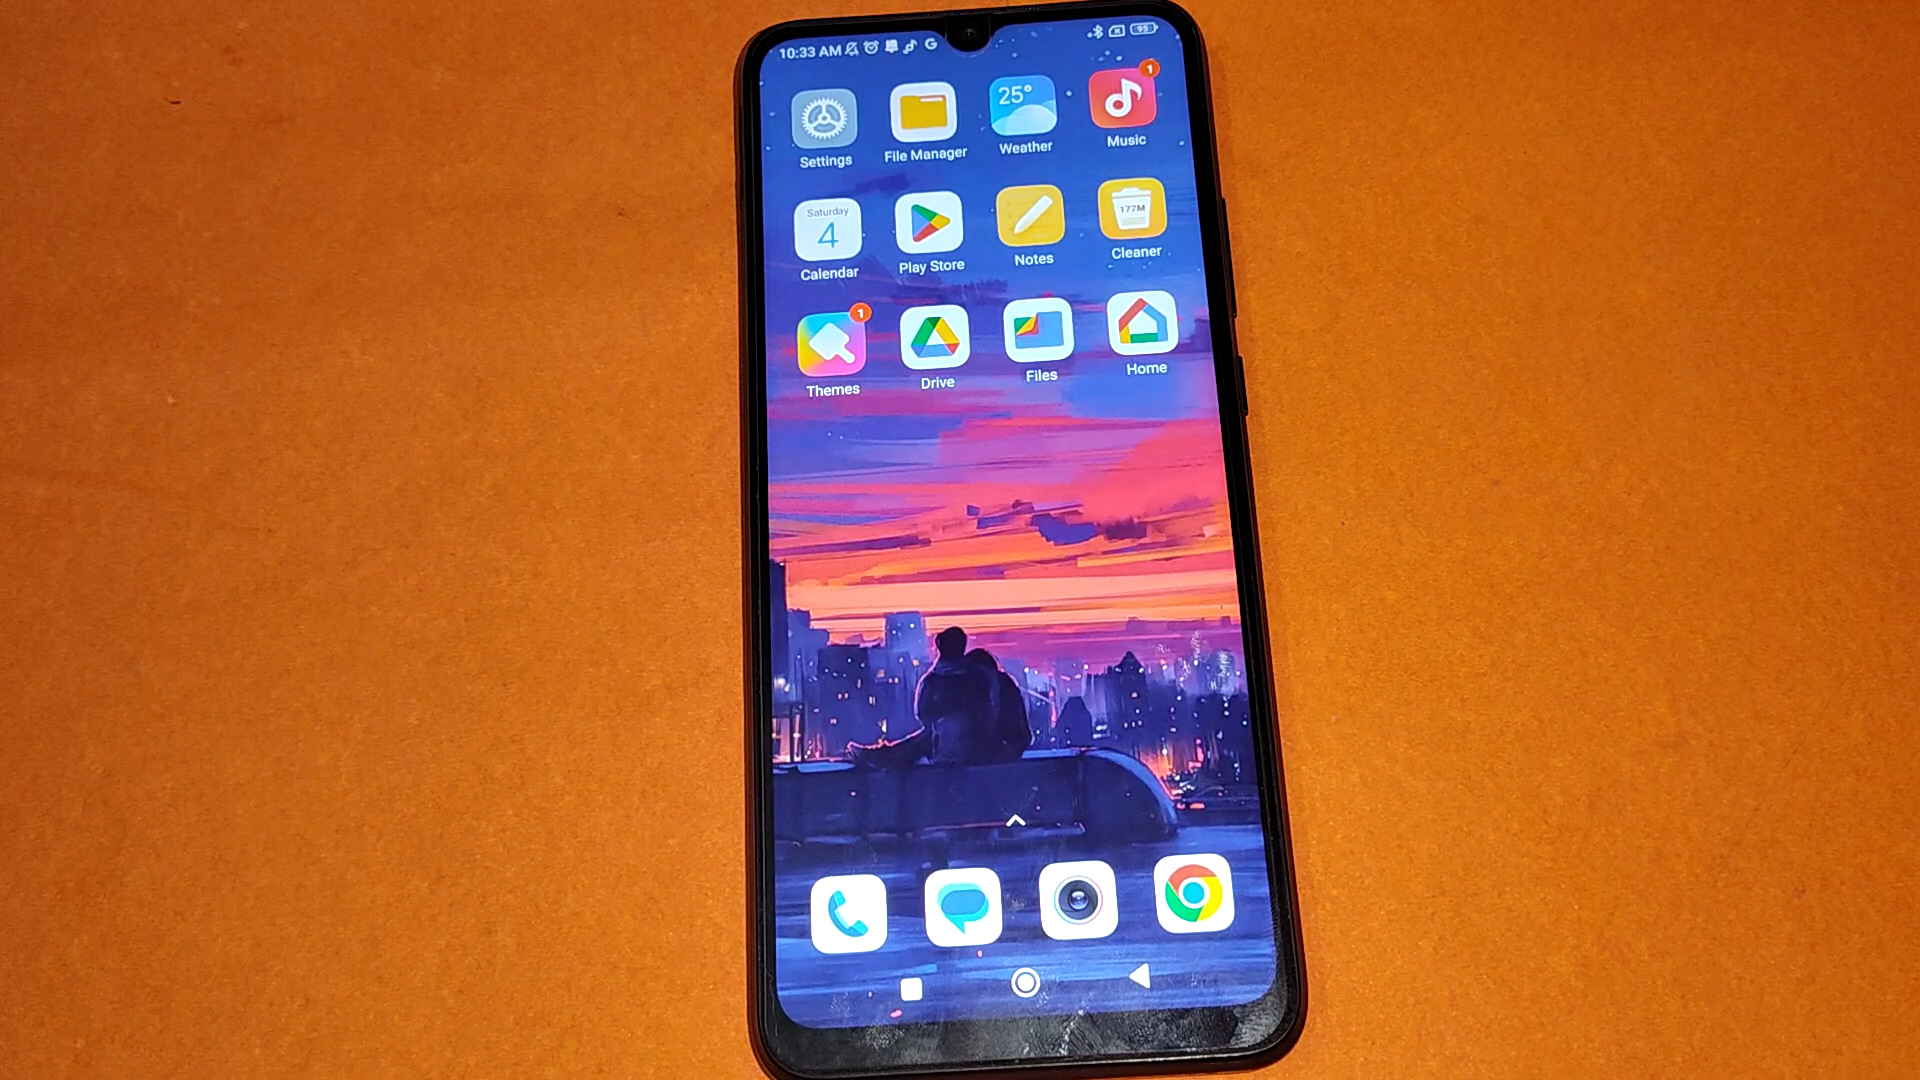 10:33 AM
95
25°
1
Settings
File Manager
Weather
Music
Saturday
4
177M
Calendar
Play Store
Notes
Cleaner
1
Themes
Drive
Files
Home